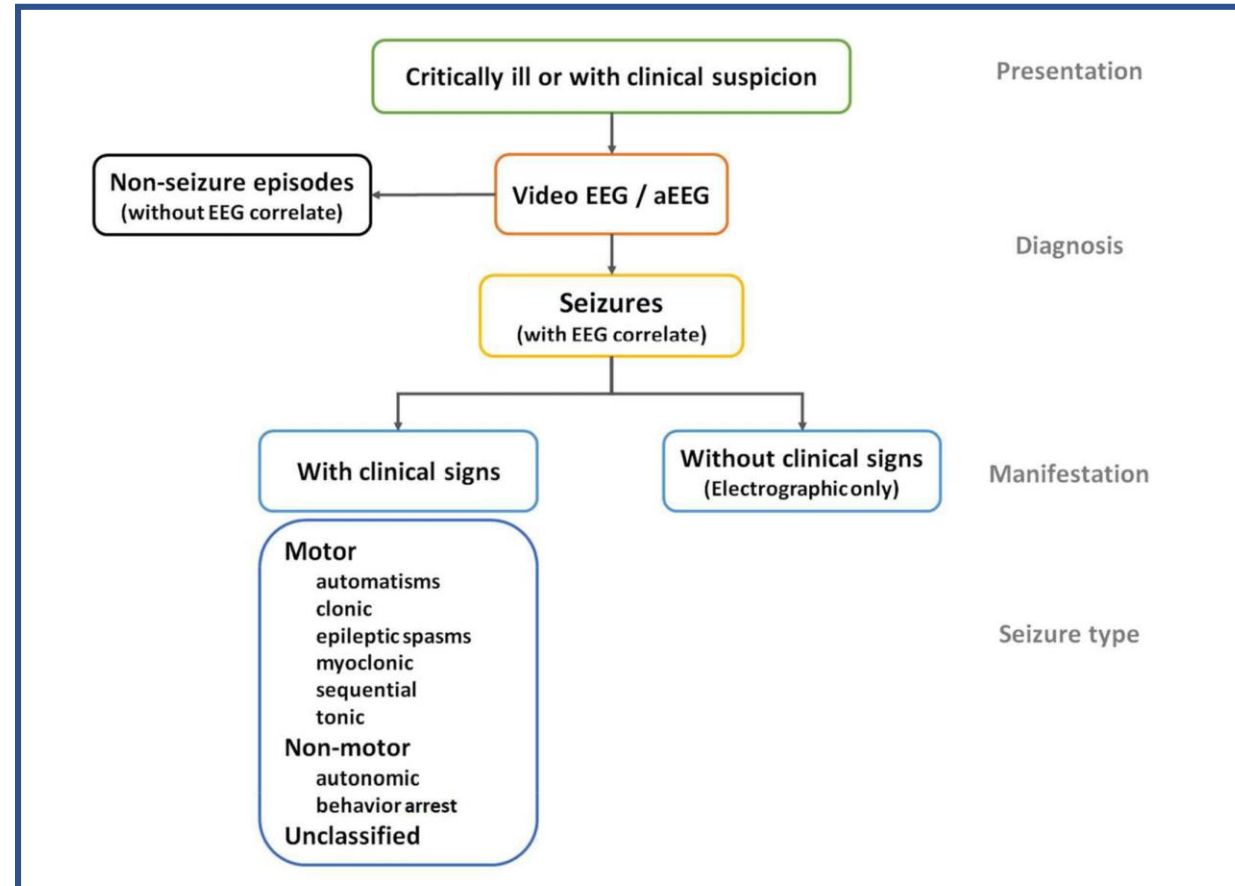 Critically ill or with clinical suspicion
Presentation
Non-seizure episodes
(without EEG correlate)
Video EEG / aEEG
Diagnosis
Seizures
(with EEG correlate)
With clinical signs
Without clinical signs
(Electrographic only)
Manifestation
Motor
automatisms
clonic
epileptic spasms
myoclonic
sequential
tonic
Non-motor
autonomic
behavior arrest
Unclassified
Seizure type